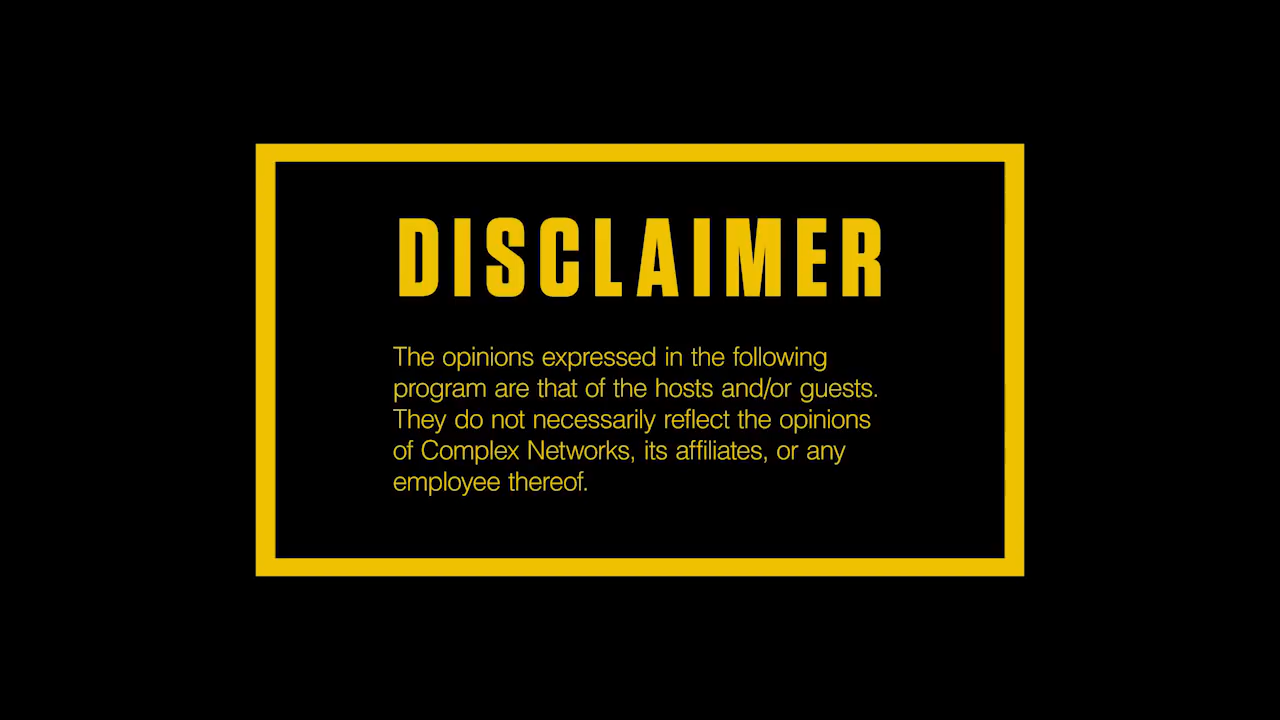 DISCLAIMER
The opinions expressed in the following
program are that of the hosts and/or guests.
They do not necessarily reflect the opinions
of Complex Networks, its affiliates, or any
employee thereof.